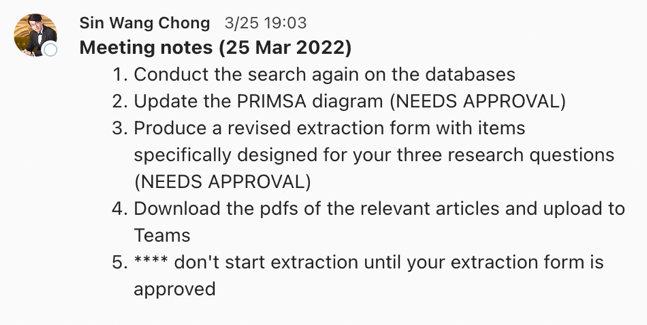 Sin Wang Chong 3/25 19:03
Meeting notes (25 Mar 2022)
1. Conduct the search again on the databases
2. Update the PRIMSA diagram (NEEDS APPROVAL)
3. Produce a revised extraction form with items
specifically designed for your three research questions
(NEEDS APPROVAL)
4. Download the pdfs of the relevant articles and upload to
Teams
5. **** don't start extraction until your extraction form is
approved